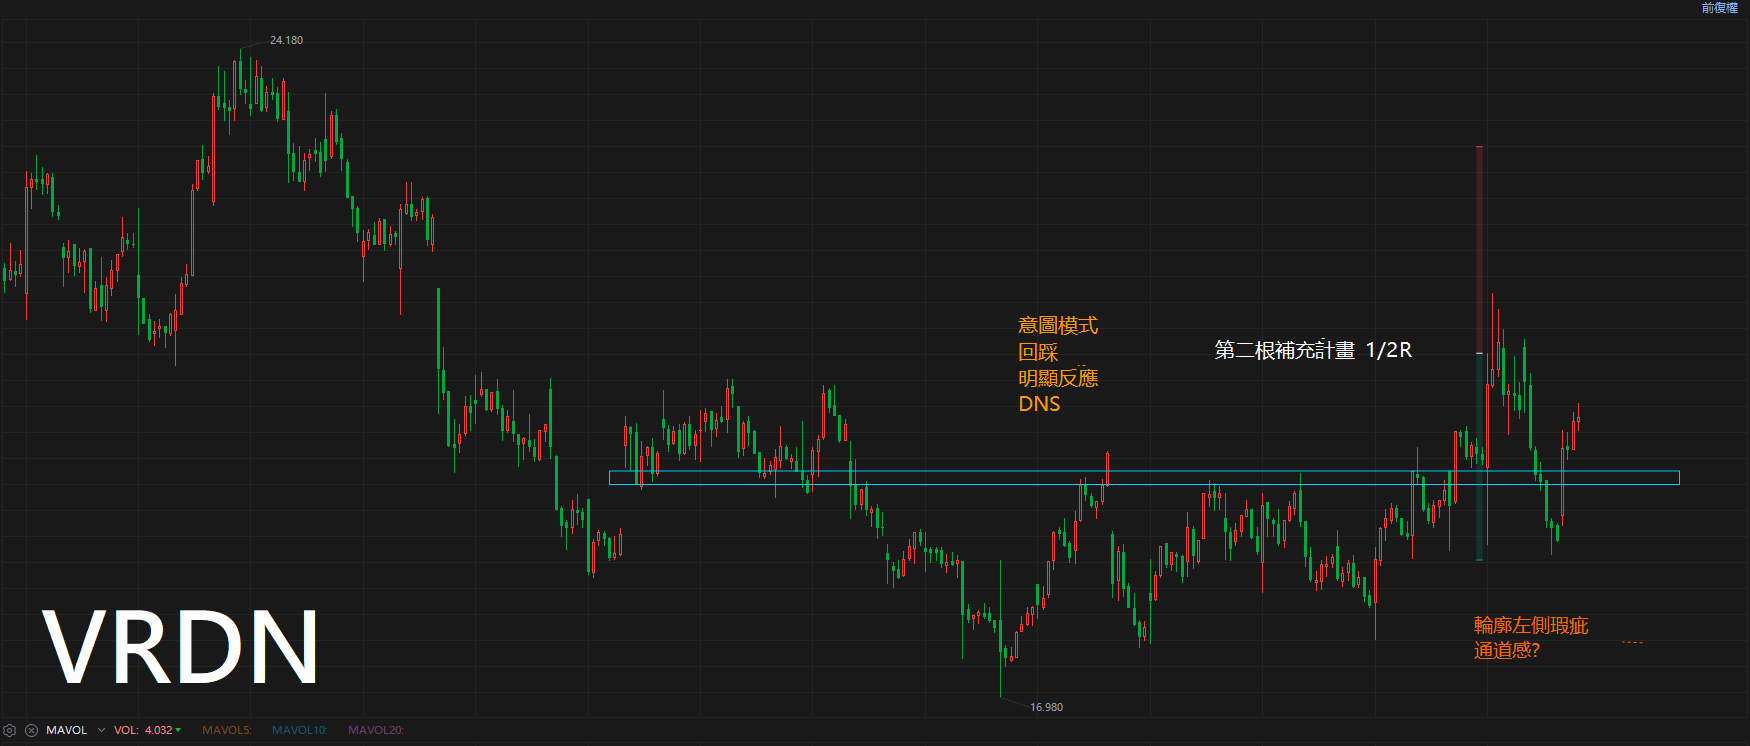 前復權
24.180
意圖模式
回踩
明顯反應
DNS
第二根補充計畫 1/2R
VRDN
輪廓左側瑕疵
通道感?
16.980
MAVOL VOL: 4.032 MAVOL5: MAVOL10: MAVOL20: